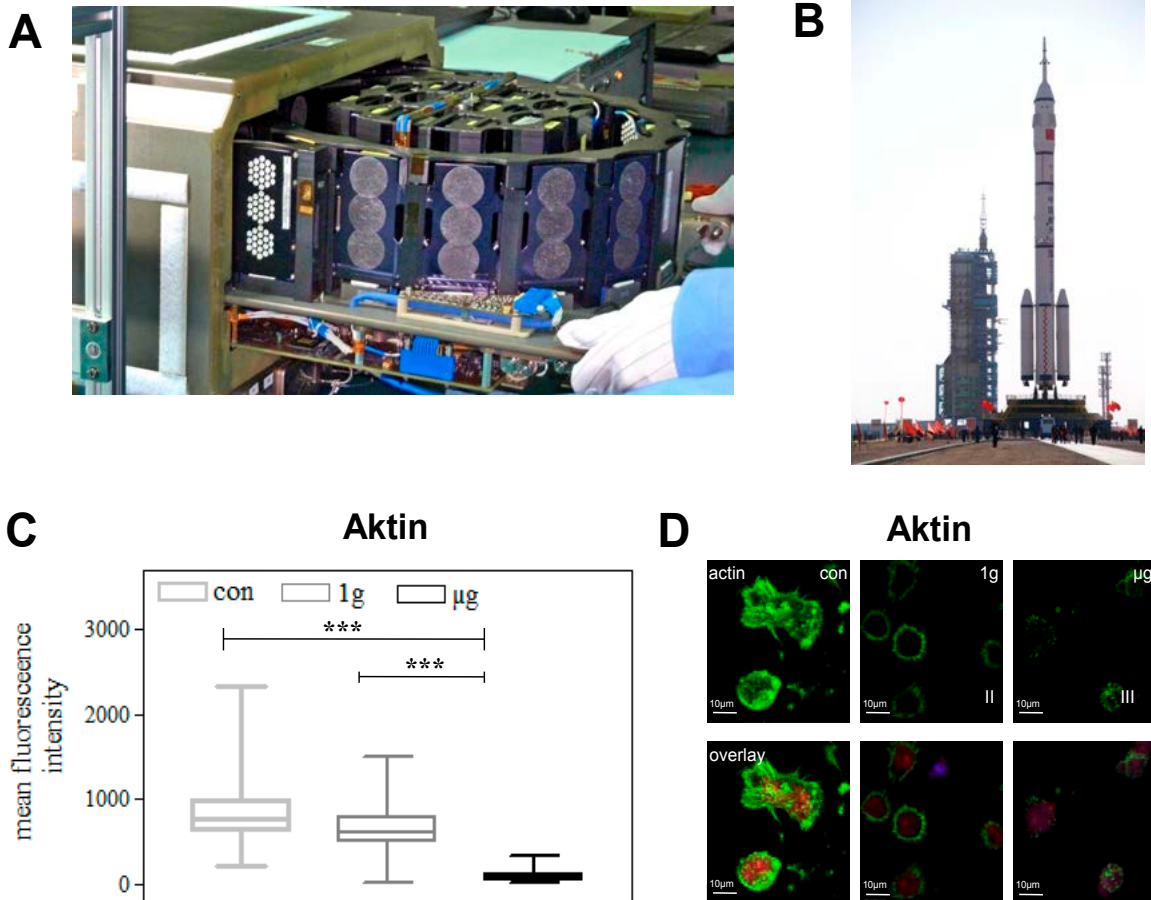 A
B
C
Aktin
con
1g
µg
***
***
3000
2000
1000
0
mean fluoresceence
intensity
D
Aktin
actin
con
1g
µg
II
III
10µm
10µm
10µm
overlay
10µm
10µm
10µm